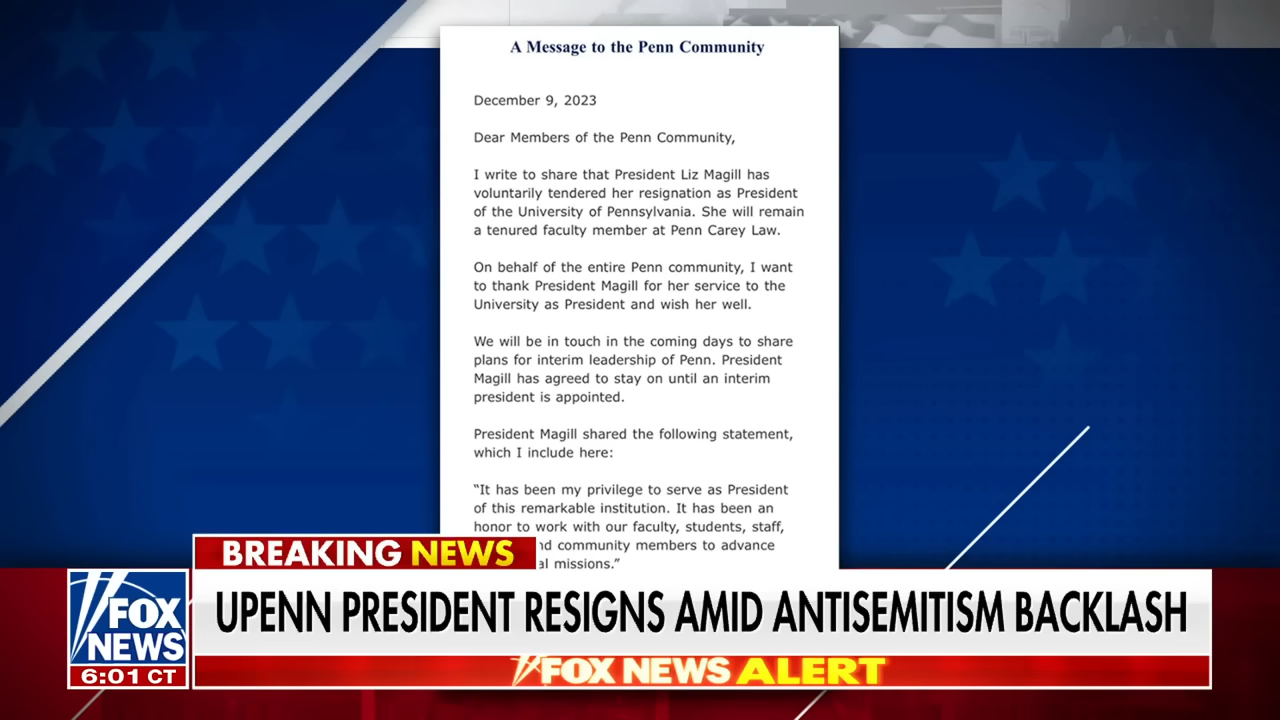 A Message to the Penn Community
December 9, 2023
Dear Members of the Penn Community,
I write to share that President Liz Magill has
voluntarily tendered her resignation as President
of the University of Pennsylvania. She will remain
a tenured faculty member at Penn Carey Law.
On behalf of the entire Penn community, I want
to thank President Magill for her service to the
University as President and wish her well.
We will be in touch in the coming days to share
plans for interim leadership of Penn. President
Magill has agreed to stay on until an interim
president is appointed.
President Magill shared the following statement,
which I include here:
“It has been my privilege to serve as President
of this remarkable institution. It has been an
honor to work with our faculty, students, staff,
community members to advance
missions.”
BREAKING NEWS
UPENN PRESIDENT RESIGNS AMID ANTISEMITISM BACKLASH
FOX NEWS
6:01 CT
FOX NEWS ALERT